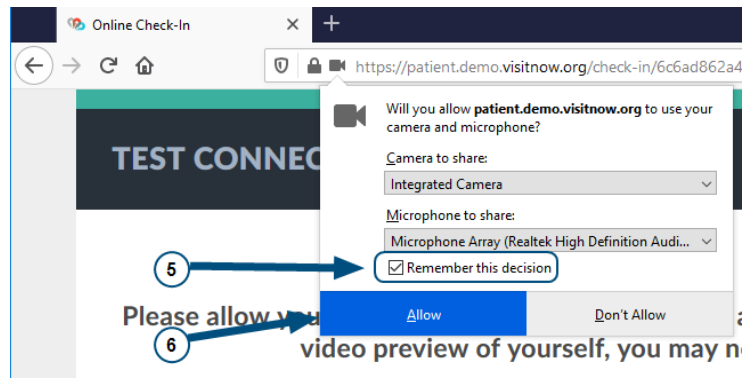 Online Check-In
https://patient.demo.visitnow.org/check-in/6c6ad862a4
Will you allow patient.demo.visitnow.org to use your
camera and microphone?
TEST CONNEC
Camera to share:
Integrated Camera
Microphone to share:
Microphone Array (Realtek High Definition Audi...
5
Remember this decision
Please allow you
Allow
Don't Allow
6
video preview of yourself, you may